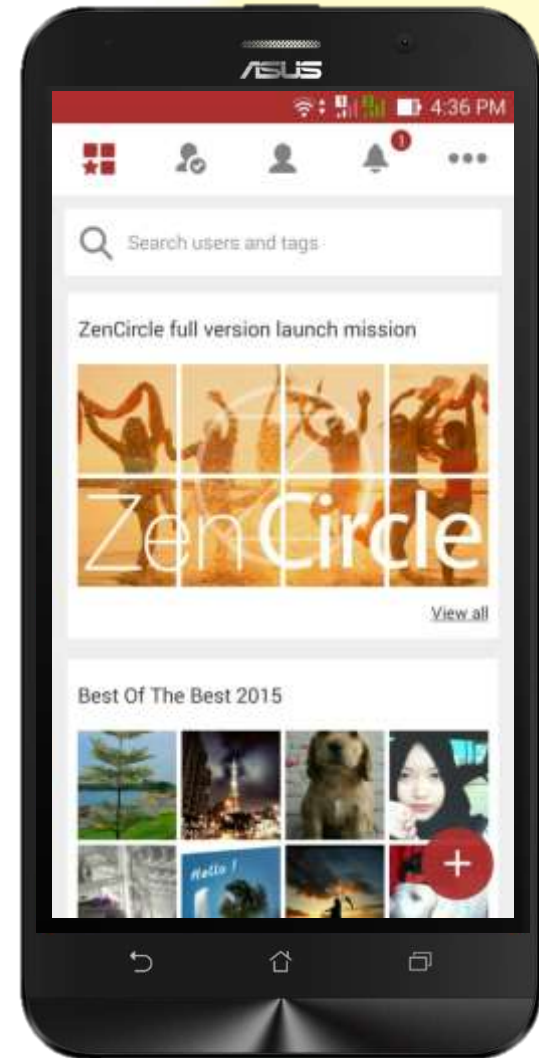 ASUS
4:36 PM
1
Search users and tags
ZenCircle full version launch mission
ZenCircle
View all
Best Of The Best 2015
Hello !